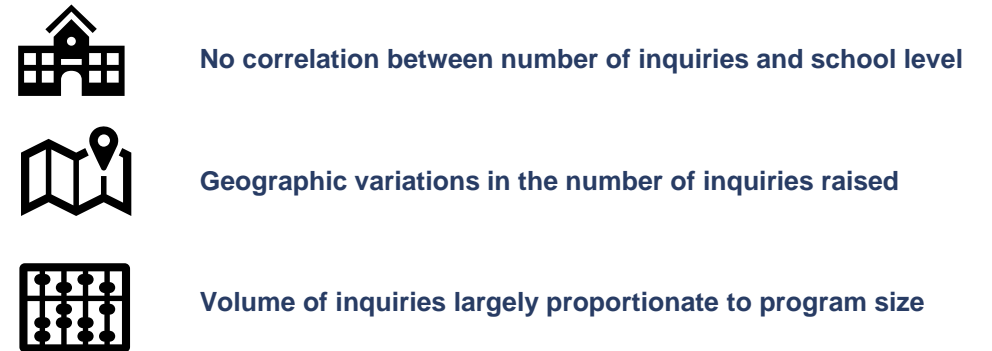 No correlation between number of inquiries and school level
Geographic variations in the number of inquiries raised
Volume of inquiries largely proportionate to program size